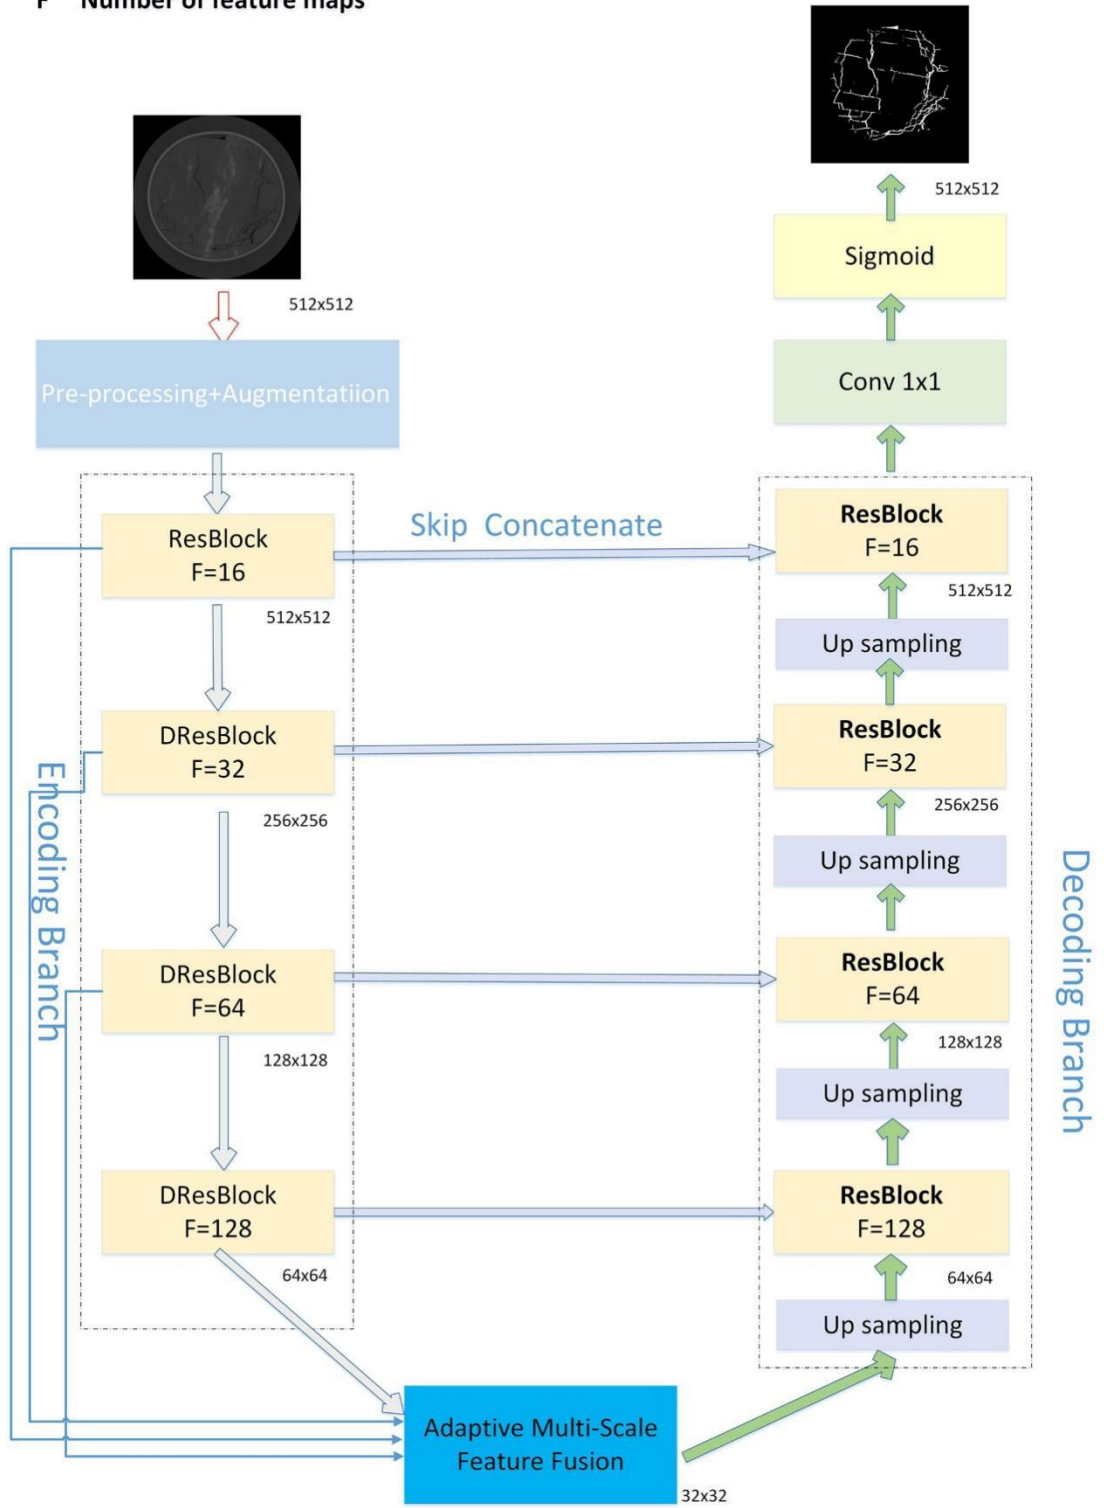 F Number of feature maps
512x512
Pre-processing+Augmentatiion
ResBlock
F=16
512x512
DResBlock
F=32
256x256
DResBlock
F=64
128x128
DResBlock
F=128
64x64
Encoding Branch
Skip Concatenate
Adaptive Multi-Scale
Feature Fusion
32x32
512x512
Sigmoid
Conv 1x1
ResBlock
F=16
512x512
Up sampling
ResBlock
F=32
256x256
Up sampling
ResBlock
F=64
128x128
Up sampling
ResBlock
F=128
64x64
Up sampling
Decoding Branch